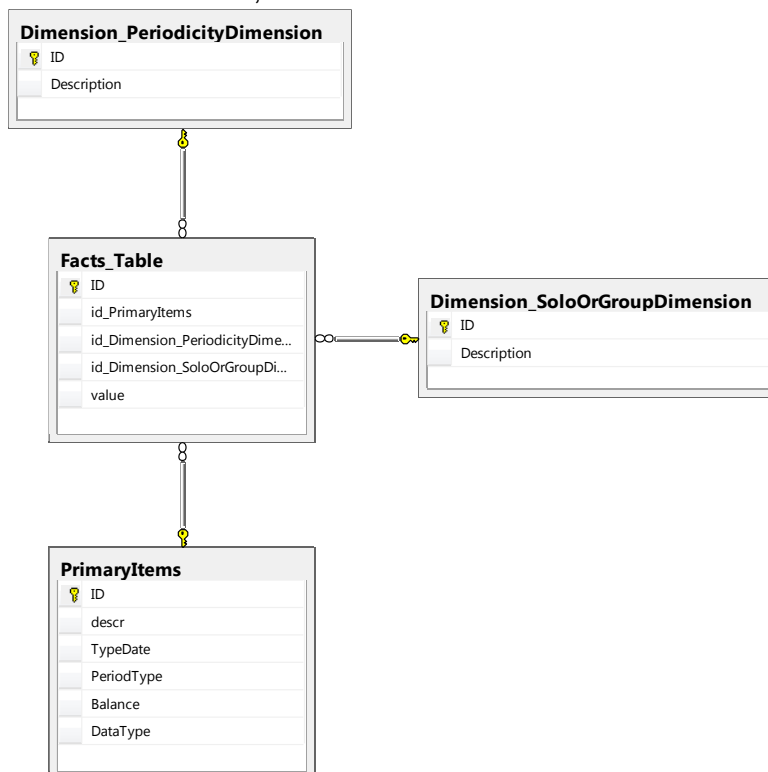 Dimension_PeriodicityDimension
ID
Description
Facts_Table
ID
id_PrimaryItems
id_Dimension_PeriodicityDime...
id_Dimension_SoloOrGroupDi...
value
Dimension_SoloOrGroupDimension
ID
Description
PrimaryItems
ID
descr
TypeDate
PeriodType
Balance
DataType